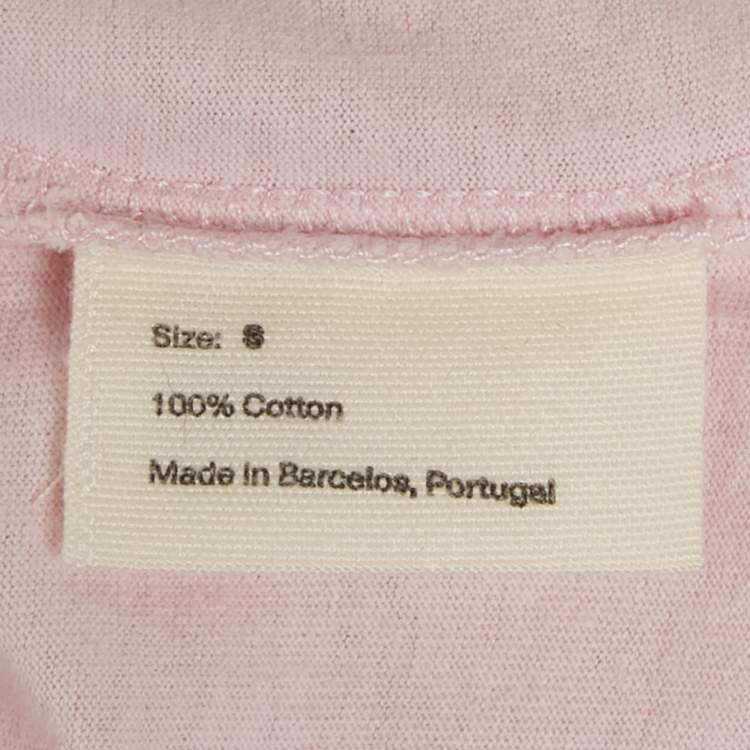 Size: S
100% Cotton
Made in Barcelos, Portugal